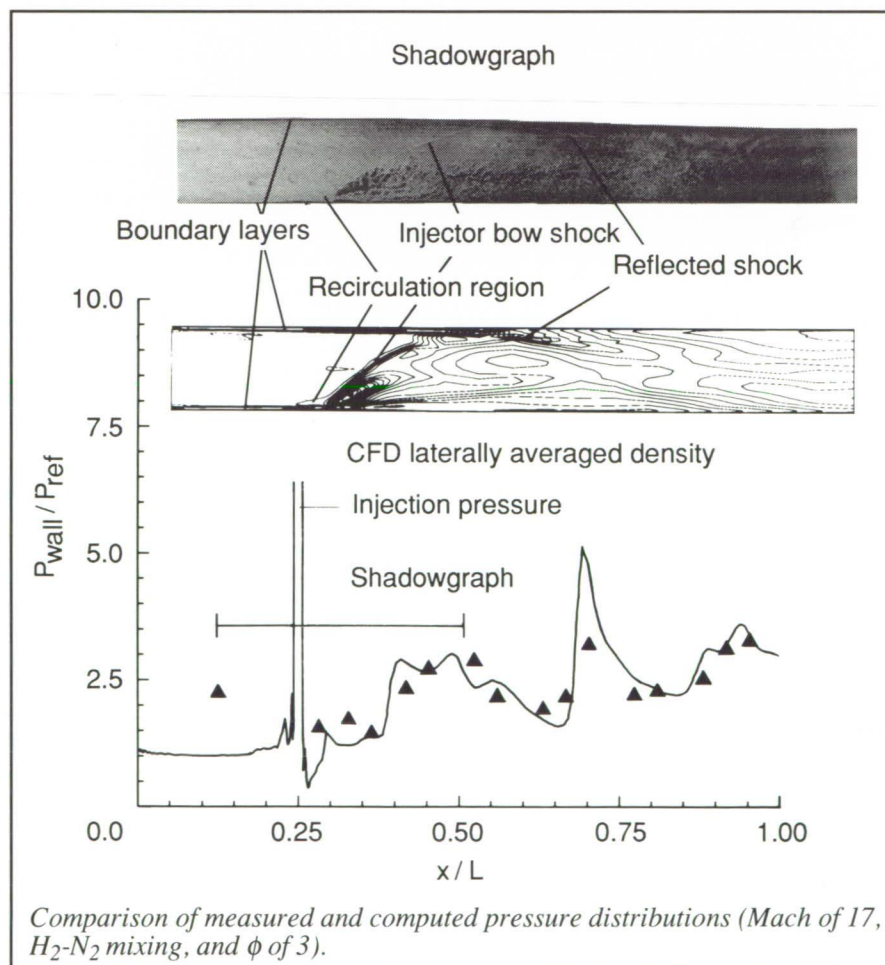 Shadowgraph
Boundary layers
Injector bow shock
Reflected shock
Recirculation region
10.0
7.5
CFD laterally averaged density
Injection pressure
Pwall / Pref
5.0
Shadowgraph
2.5
0.0
0.25
0.50
0.75
1.00
x / L
Comparison of measured and computed pressure distributions (Mach of 17,
H2-N2 mixing, and ϕ of 3).